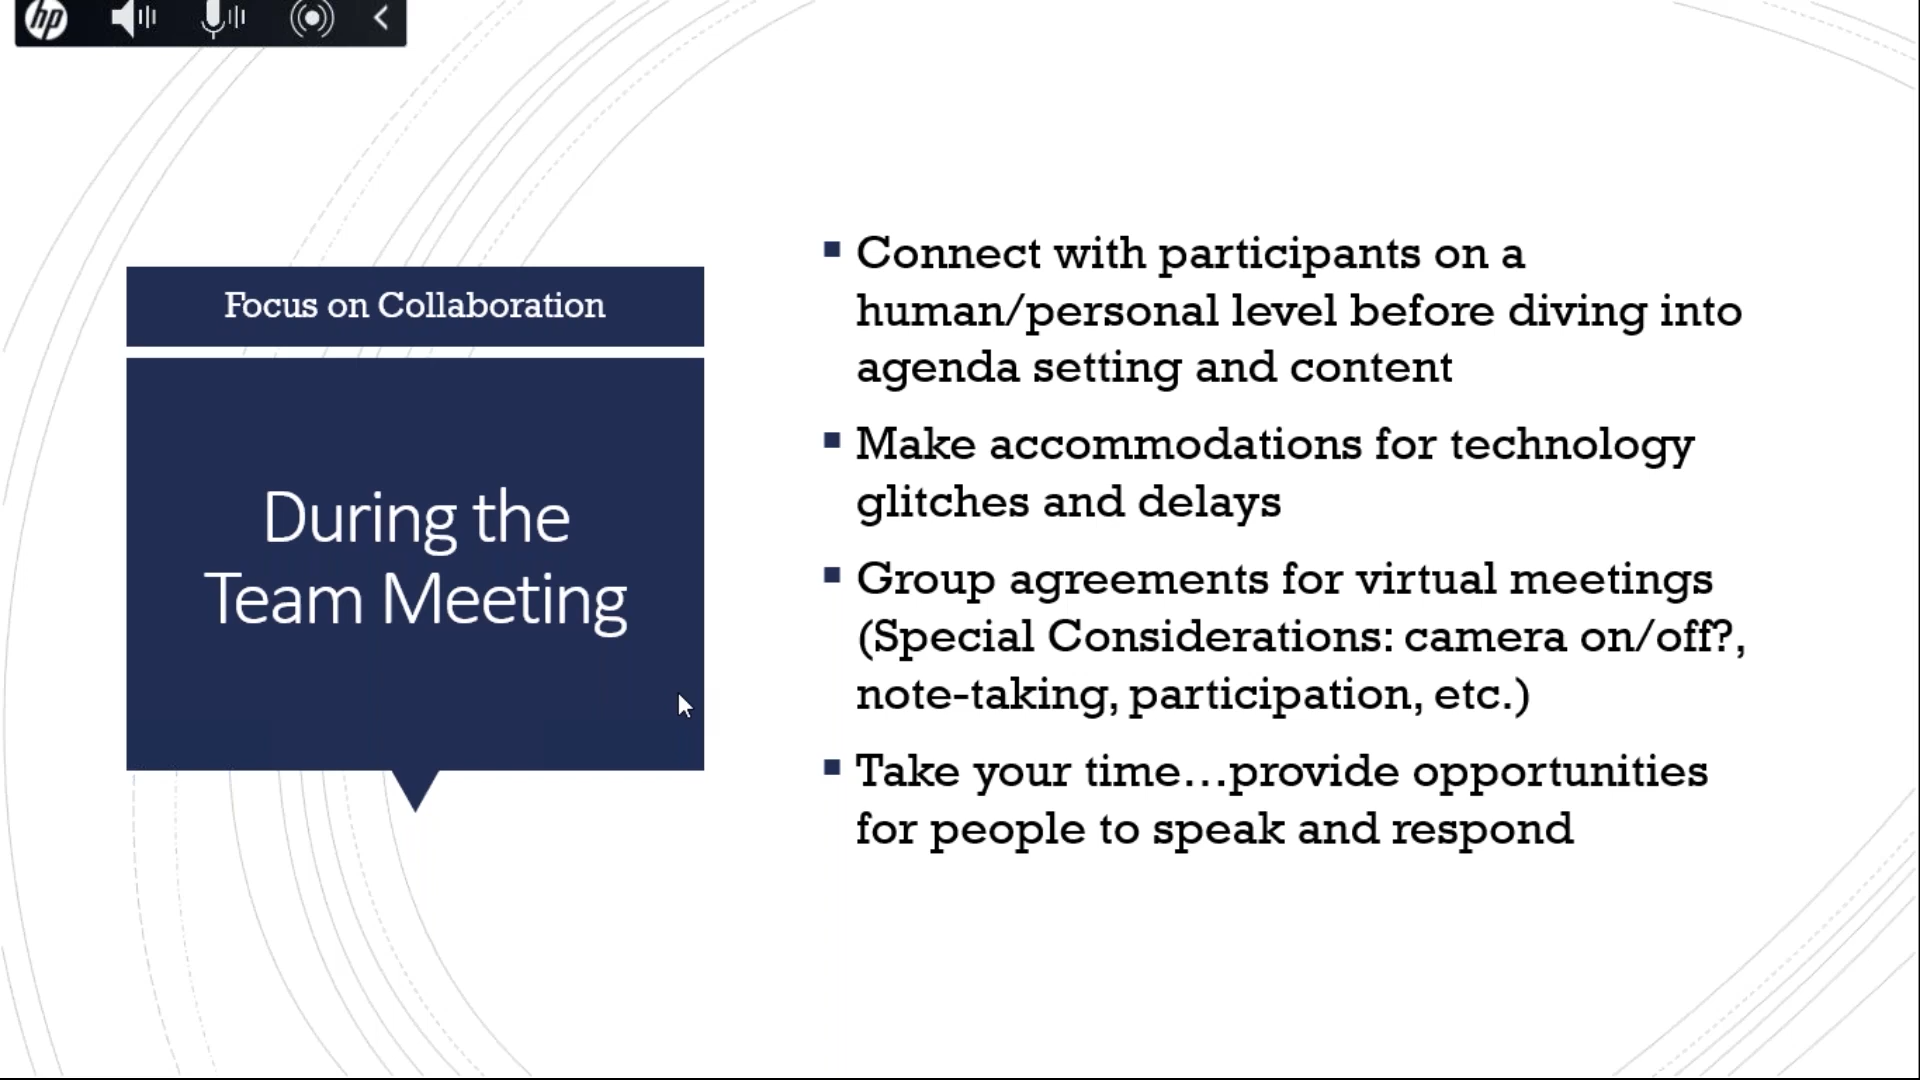 hp
Focus on Collaboration
During the
Team Meeting
Connect with participants on a
human/personal level before diving into
agenda setting and content
Make accommodations for technology
glitches and delays
Group agreements for virtual meetings
(Special Considerations: camera on/off?,
note-taking, participation, etc.)
Take your time...provide opportunities
for people to speak and respond